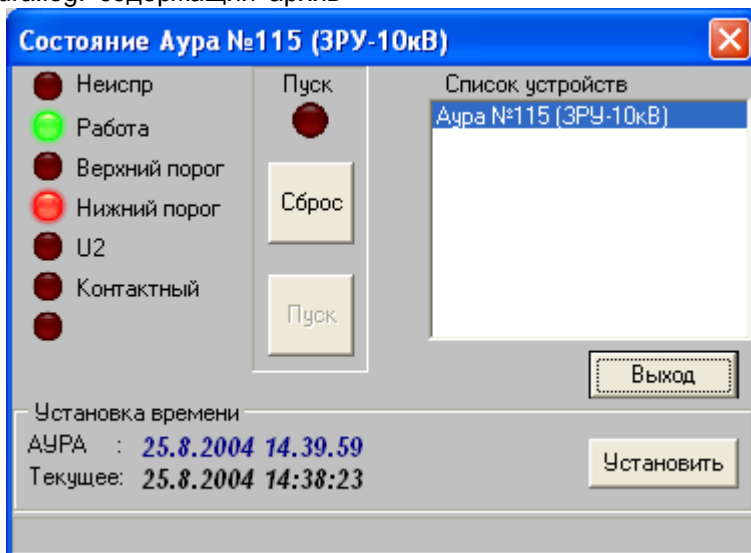 содержащий архив
Состояние Аура №115 (ЗРУ-10кВ)
Неиспр
Работа
Верхний порог
Нижний порог
U2
Контактный
Пуск
Сброс
Пуск
Список устройств
Аура №115 (ЗРУ-10кВ)
Выход
Установка времени
АУРА : 25.8.2004 14.39.59
Текущее: 25.8.2004 14:38:23
Установить